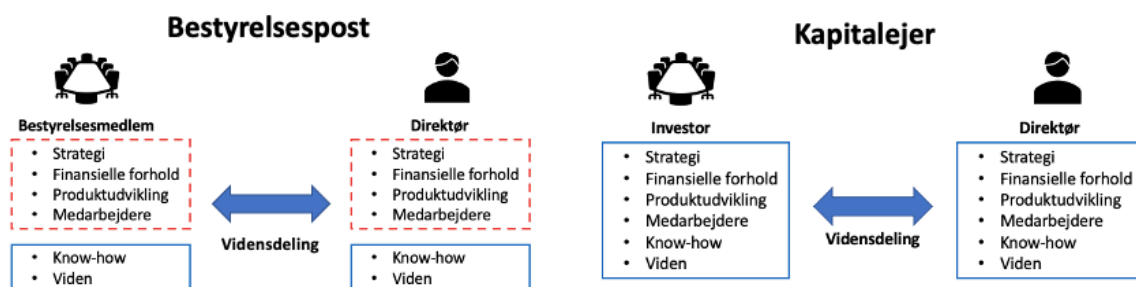 Bestyrelsespost
Bestyrelsesmedlem
• Strategi
• Finansielle forhold
• Produktudvikling
• Medarbejdere
• Know-how
• Viden
Vidensdeling
Direktør
• Strategi
• Finansielle forhold
• Produktudvikling
• Medarbejdere
• Know-how
• Viden
Kapitalejer
Investor
• Strategi
• Finansielle forhold
• Produktudvikling
• Medarbejdere
• Know-how
• Viden
Vidensdeling
Direktør
• Strategi
• Finansielle forhold
• Produktudvikling
• Medarbejdere
• Know-how
• Viden